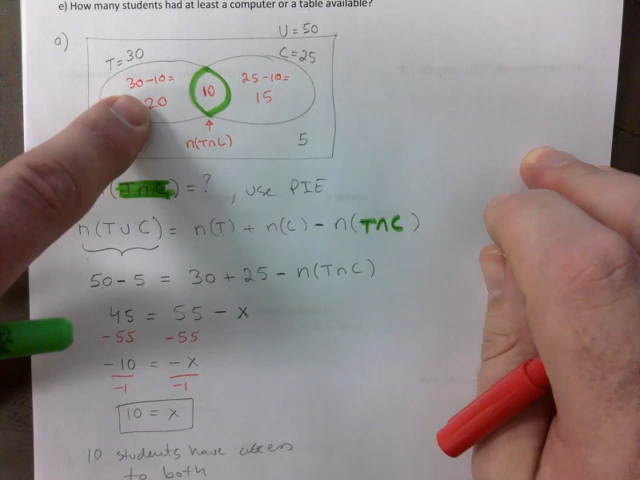 e) How many students had at least a computer or a table available?
U = 50
a)
T = 30
C = 25
30-10=
25-10=
20
10
15
n(T∩C)
5
(T∩C) = ? , use PIE
n(T∪C) = n(T) + n(C) - n(T∩C)
50-5 = 30 + 25 - n(T∩C)
45 = 55 - x
-55 -55
-10 = -x
-1 -1
10 = x
10 students have access
to both